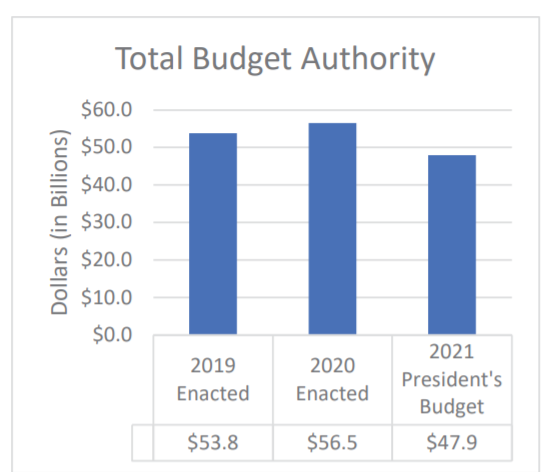 Total Budget Authority
Dollars (in Billions)
$60.0
$50.0
$40.0
$30.0
$20.0
$10.0
$0.0
2019 Enacted
2020 Enacted
2021 President's Budget
$53.8 $56.5 $47.9